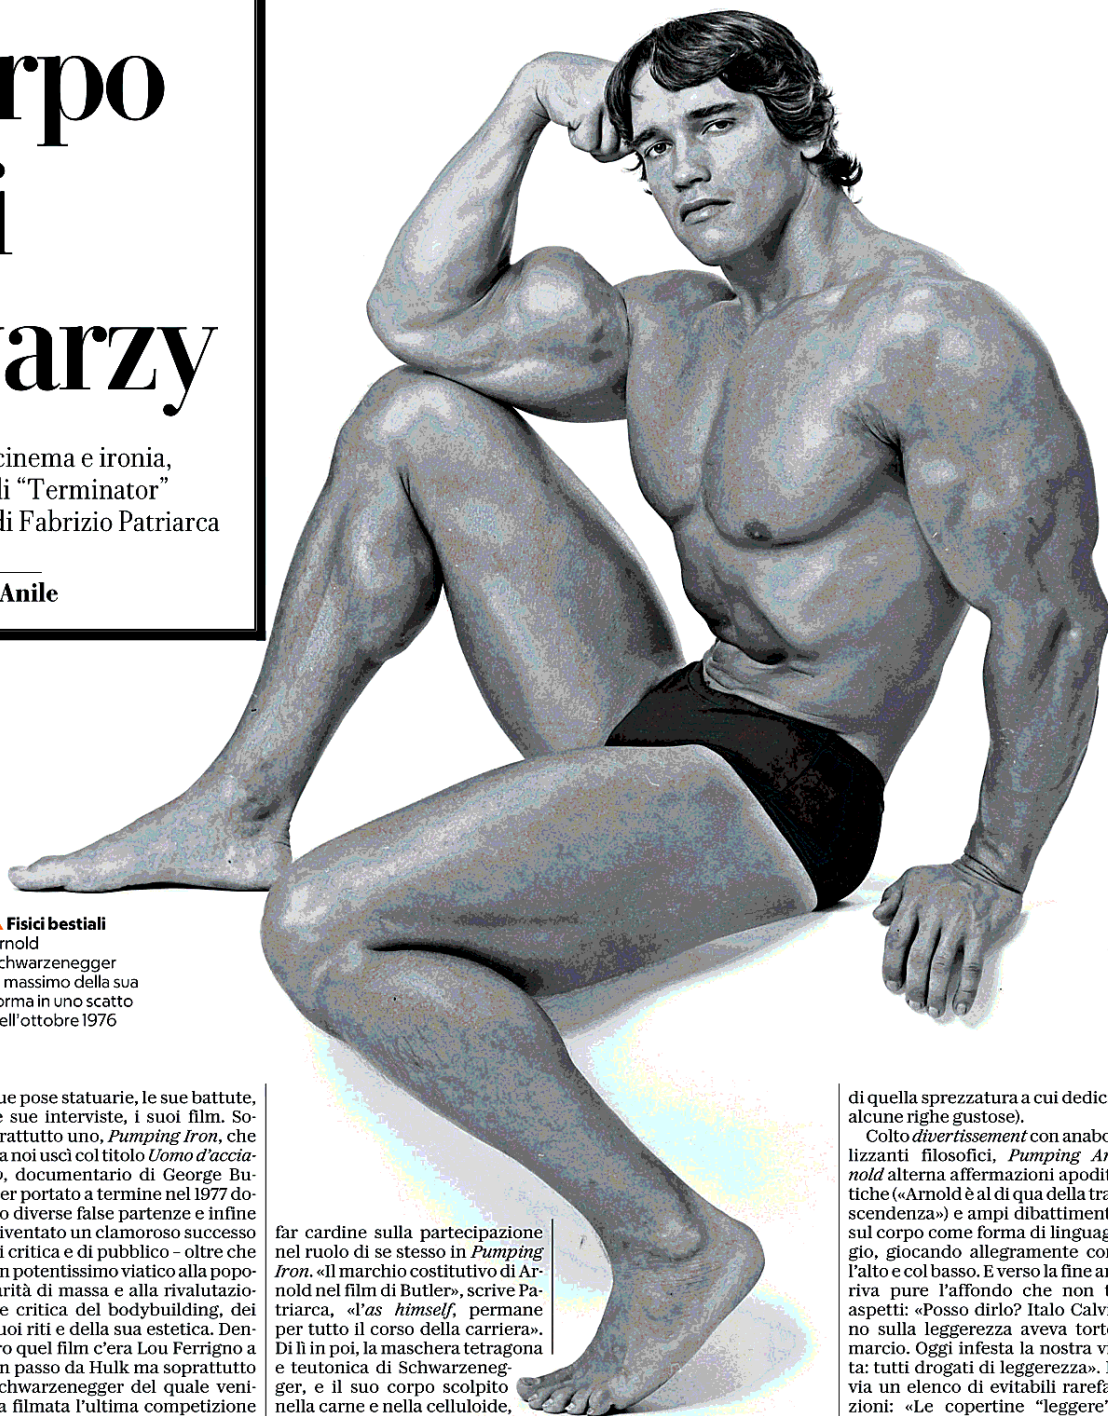 rpo
i
varzy
cinema e ironia,
li “Terminator”
di Fabrizio Patriarca
Anile
Fisici bestiali
rnold
chwarzenegger
massimo della sua
orma in uno scatto
ell'ottobre 1976
ue pose statuarie, le sue battute,
e sue interviste, i suoi film. So-
rattutto uno, Pumping Iron, che
a noi uscì col titolo Uomo d'accia-
o, documentario di George Bu-
er portato a termine nel 1977 do-
o diverse false partenze e infine
iventato un clamoroso successo
i critica e di pubblico – oltre che
n potentissimo viatico alla popo-
arità di massa e alla rivalutazio-
e critica del bodybuilding, dei
uoi riti e della sua estetica. Den-
ro quel film c'era Lou Ferrigno a
n passo da Hulk ma soprattutto
chwarzenegger del quale veni-
a filmata l'ultima competizione
far cardine sulla partecipazione
nel ruolo di se stesso in Pumping
Iron. «Il marchio costitutivo di Ar-
nold nel film di Butler», scrive Pa-
triarca, «l'as himself, permane
per tutto il corso della carriera».
Di lì in poi, la maschera tetragona
e teutonica di Schwarzeneg-
ger, e il suo corpo scolpito
nella carne e nella celluloide,
di quella sprezzatura a cui dedic
alcune righe gustose).
Colto divertissement con anabo
lizzanti filosofici, Pumping Ar
nold alterna affermazioni apodit
tiche («Arnold è al di qua della tra
scendenza») e ampi dibattiment
sul corpo come forma di linguag
gio, giocando allegramente con
l'alto e col basso. E verso la fine ar
riva pure l'affondo che non t
aspetti: «Posso dirlo? Italo Calvi
no sulla leggerezza aveva torto
marcio. Oggi infesta la nostra vi
ta: tutti drogati di leggerezza». I
via un elenco di evitabili rarefa
zioni: «Le copertine “leggere”